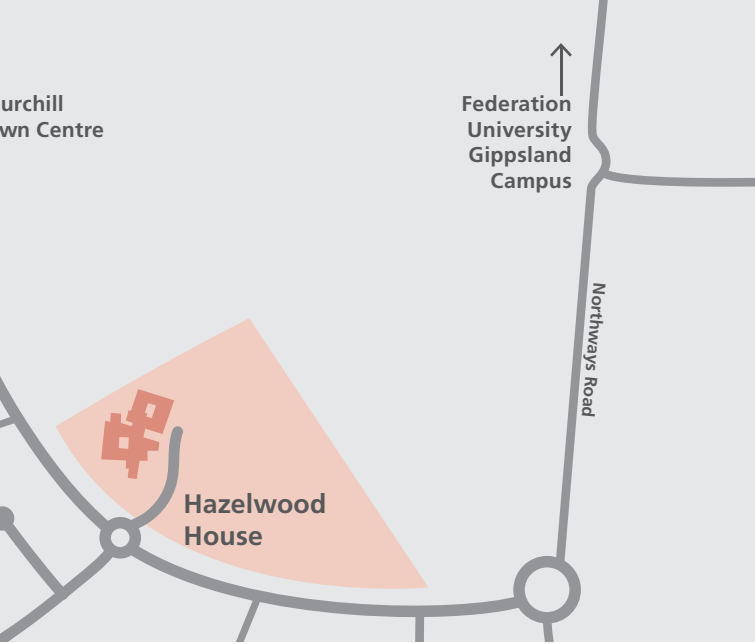 urchill
wn Centre
Federation
University
Gippsland
Campus
Northways Road
Hazelwood
House